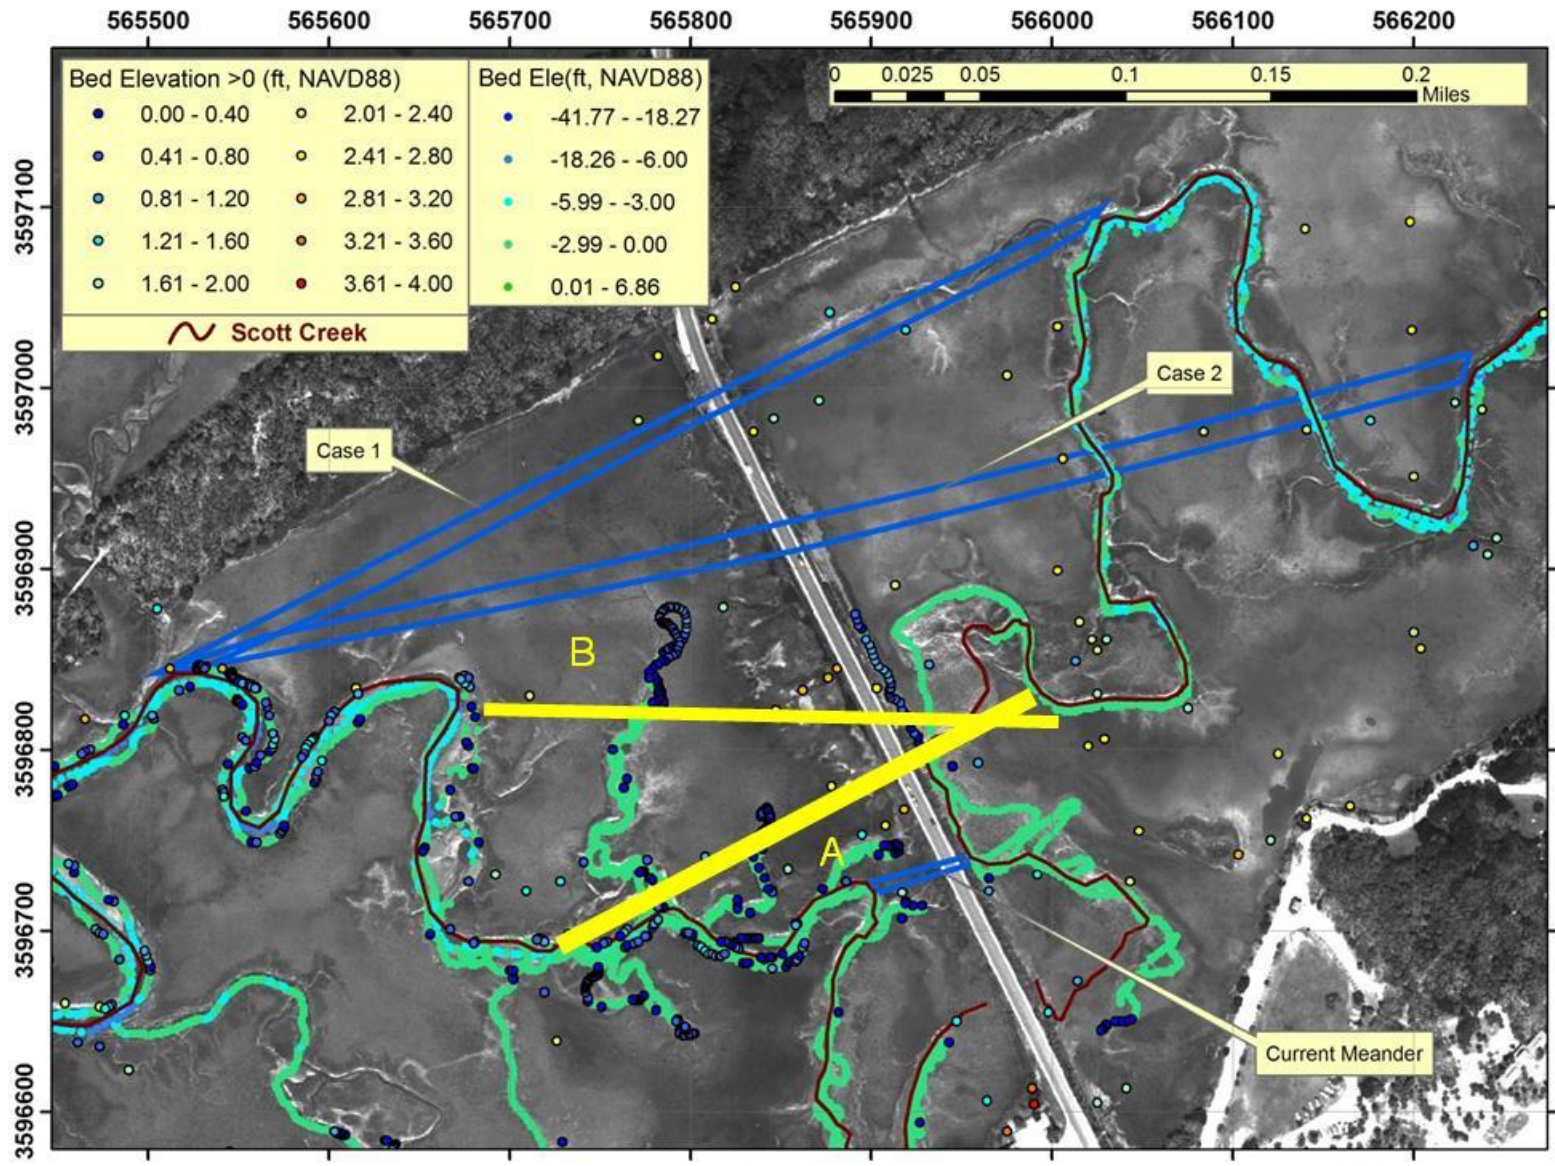 565500 565600 565700 565800 565900 566000 566100 566200
Bed Elevation >0 (ft, NAVD88)
0.00 - 0.40 2.01 - 2.40
0.41 - 0.80 2.41 - 2.80
0.81 - 1.20 2.81 - 3.20
1.21 - 1.60 3.21 - 3.60
1.61 - 2.00 3.61 - 4.00
Scott Creek
Bed Ele(ft, NAVD88)
-41.77 - -18.27
-18.26 - -6.00
-5.99 - -3.00
-2.99 - 0.00
0.01 - 6.86
0 0.025 0.05 0.1 0.15 0.2
Miles
3597100
3597000
3596900
3596800
3596700
3596600
Case 1
Case 2
B
A
Current Meander